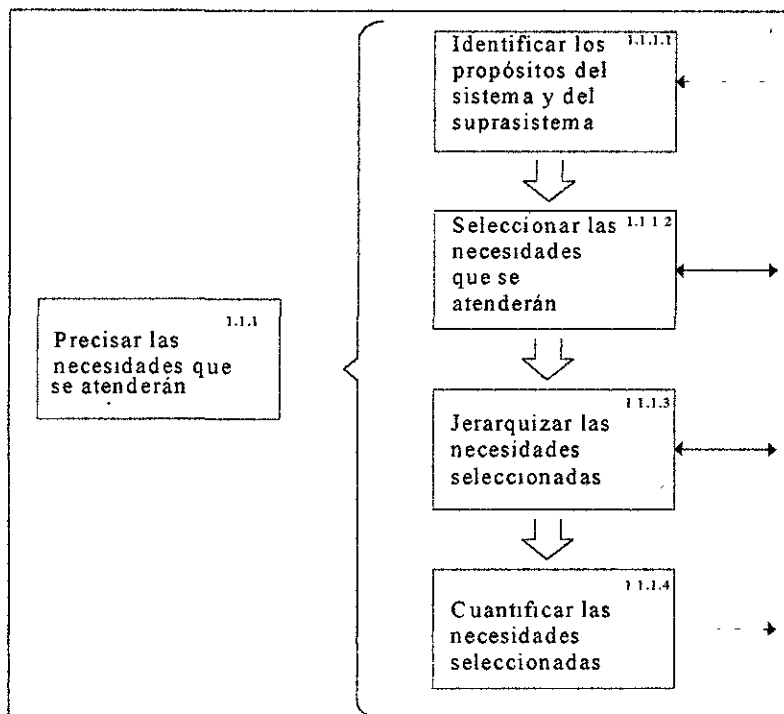 1.1.1
Precisar las
necesidades que
se atenderán
1.1.1.1
Identificar los
propósitos del
sistema y del
suprasistema
1.1 1 2
Seleccionar las
necesidades
que se
atenderán
1 1.1.3
Jerarquizar las
necesidades
seleccionadas
1 1.1.4
Cuantificar las
necesidades
seleccionadas